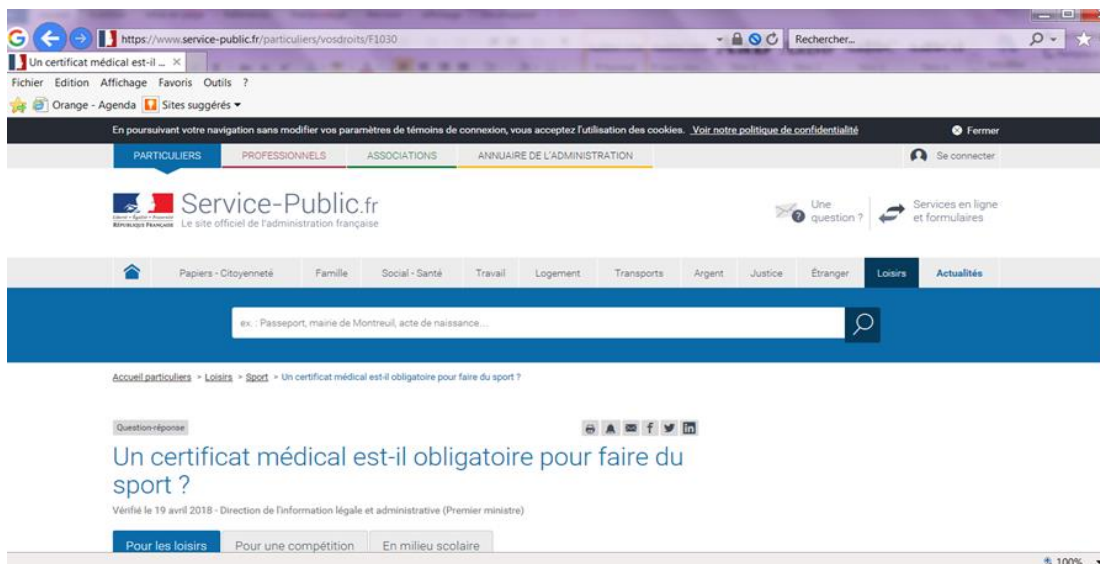 https://www.service-public.fr/particuliers/vosdroits/F1030
Rechercher...
Un certificat médical est-il ...
Fichier Edition Affichage Favoris Outils ?
Orange - Agenda Sites suggérés
En poursuivant votre navigation sans modifier vos paramètres de témoins de connexion, vous acceptez l'utilisation des cookies. Voir notre politique de confidentialité Fermer
PARTICULIERS PROFESSIONNELS ASSOCIATIONS ANNUAIRE DE L'ADMINISTRATION Se connecter
Service-Public.fr
Le site officiel de l'administration française
Liberté • Égalité • Fraternité
RÉPUBLIQUE FRANÇAISE
Une question ?
Services en ligne et formulaires
Papiers - Citoyenneté Famille Social - Santé Travail Logement Transports Argent Justice Étranger Loisirs Actualités
ex. : Passeport, mairie de Montreuil, acte de naissance...
Accueil particuliers > Loisirs > Sport > Un certificat médical est-il obligatoire pour faire du sport ?
Question-réponse
Un certificat médical est-il obligatoire pour faire du
sport ?
Vérifié le 19 avril 2018 - Direction de l'information légale et administrative (Premier ministre)
Pour les loisirs Pour une compétition En milieu scolaire
100%